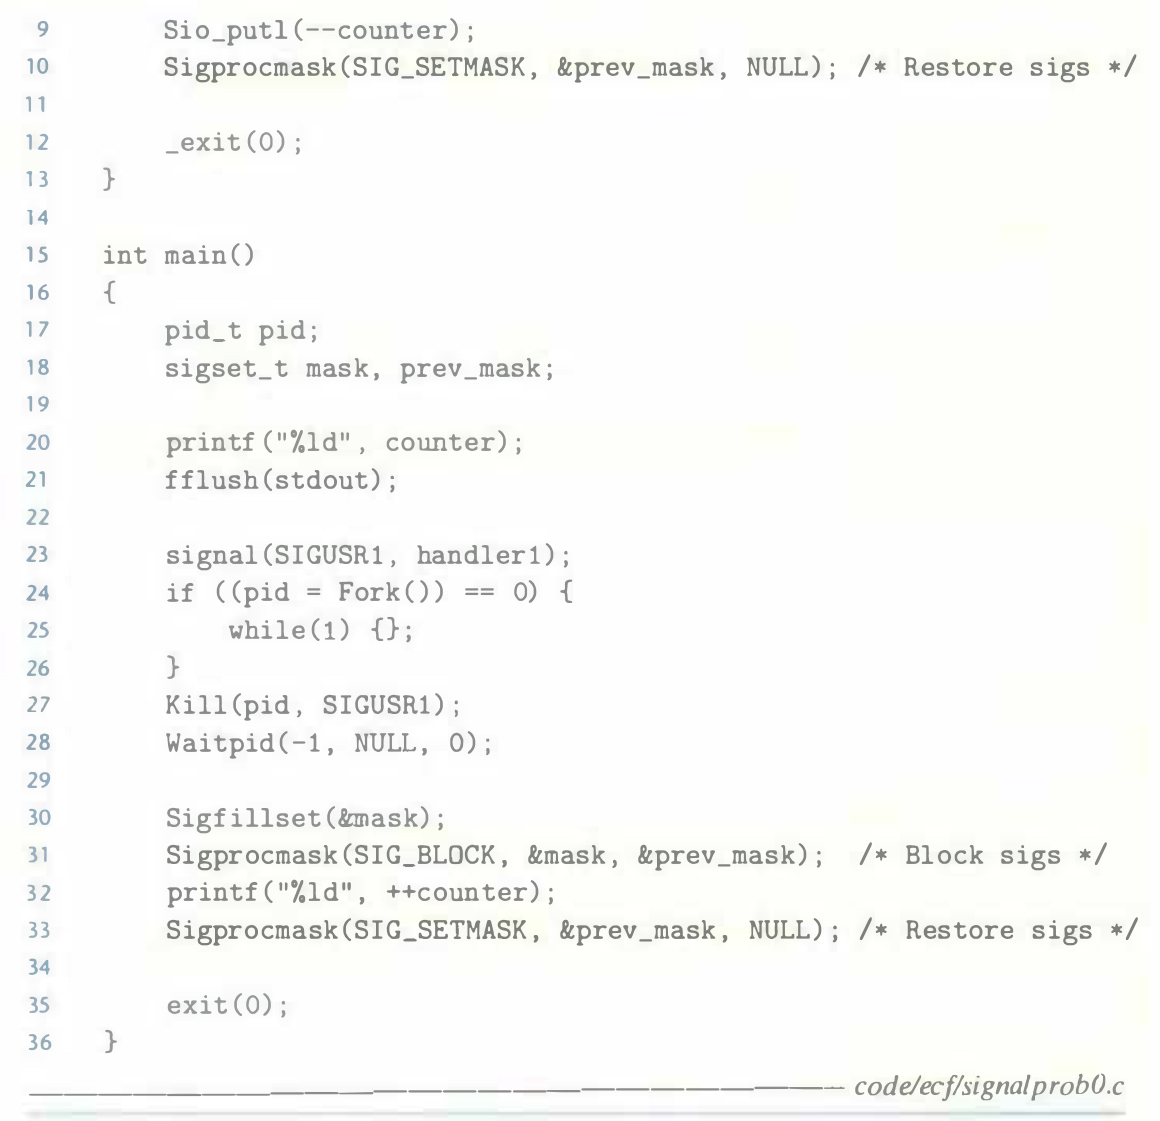 9 Sio_putl(--counter);
10 Sigprocmask(SIG_SETMASK, &prev_mask, NULL); /* Restore sigs */
11
12 _exit(0);
13 }
14
15 int main()
16 {
17 pid_t pid;
18 sigset_t mask, prev_mask;
19
20 printf("%ld", counter);
21 fflush(stdout);
22
23 signal(SIGUSR1, handler1);
24 if ((pid = Fork()) == 0) {
25 while(1) {};
26 }
27 Kill(pid, SIGUSR1);
28 Waitpid(-1, NULL, 0);
29
30 Sigfillset(&mask);
31 Sigprocmask(SIG_BLOCK, &mask, &prev_mask); /* Block sigs */
32 printf("%ld", ++counter);
33 Sigprocmask(SIG_SETMASK, &prev_mask, NULL); /* Restore sigs */
34
35 exit(0);
36 }
code/ecf/signalprob0.c